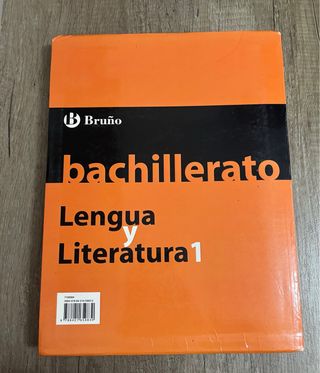 Bruño
bachillerato
Lengua
y
Literatura 1